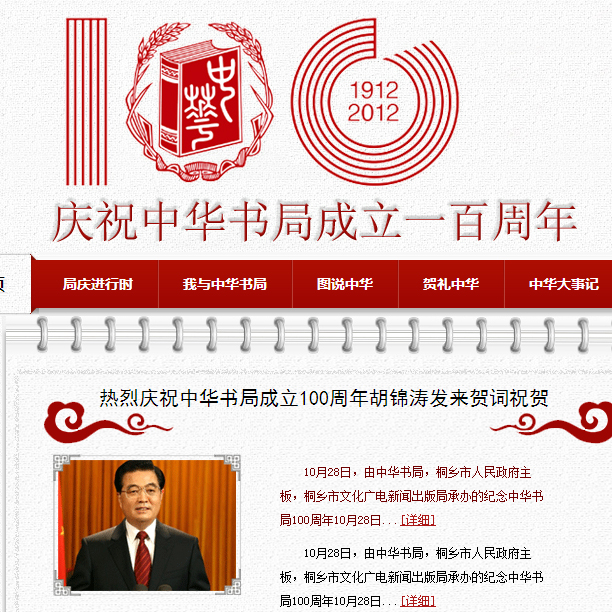 中华
1912
2012
庆祝中华书局成立一百周年
页
局庆进行时
我与中华书局
图说中华
贺礼中华
中华大事记
热烈庆祝中华书局成立100周年胡锦涛发来贺词祝贺
10月28日，由中华书局，桐乡市人民政府主
板，桐乡市文化广电新闻出版局承办的纪念中华书
局100周年10月28日... [详细]
10月28日，由中华书局，桐乡市人民政府主
板，桐乡市文化广电新闻出版局承办的纪念中华书
局100周年10月28日... [详细]